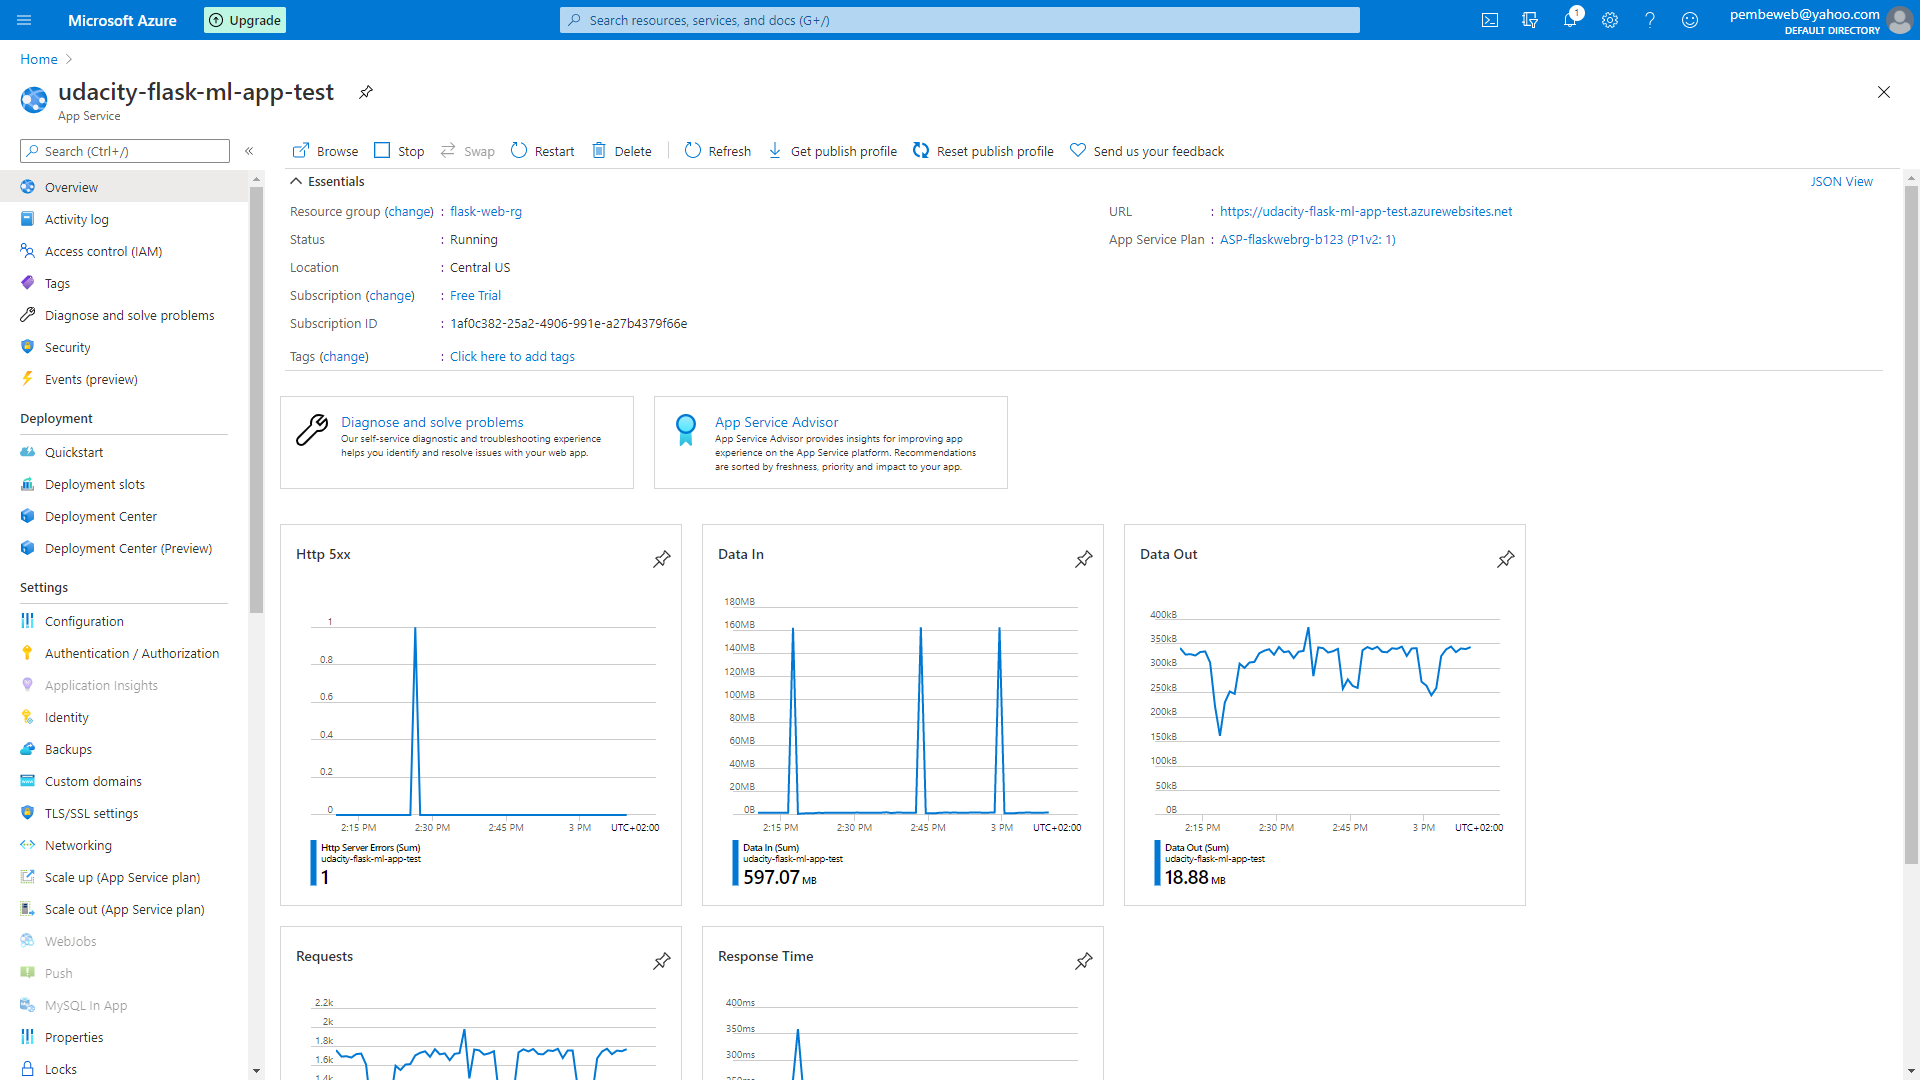 Microsoft Azure
Upgrade
Search resources, services, and docs (G+/)
1
pembeweb@yahoo.com
DEFAULT DIRECTORY
Home
udacity-flask-ml-app-test
App Service
Search (Ctrl+/)
«
Browse
Stop
Swap
Restart
Delete
Refresh
Get publish profile
Reset publish profile
Send us your feedback
Overview
Activity log
Access control (IAM)
Tags
Diagnose and solve problems
Security
Events (preview)
Deployment
Quickstart
Deployment slots
Deployment Center
Deployment Center (Preview)
Settings
Configuration
Authentication / Authorization
Application Insights
Identity
Backups
Custom domains
TLS/SSL settings
Networking
Scale up (App Service plan)
Scale out (App Service plan)
WebJobs
Push
MySQL In App
Properties
Locks
Essentials
JSON View
Resource group (change) : flask-web-rg
Status : Running
Location : Central US
Subscription (change) : Free Trial
Subscription ID : 1af0c382-25a2-4906-991e-a27b4379f66e
Tags (change) : Click here to add tags
URL : https://udacity-flask-ml-app-test.azurewebsites.net
App Service Plan : ASP-flaskwebrg-b123 (P1v2: 1)
Diagnose and solve problems
Our self-service diagnostic and troubleshooting experience
helps you identify and resolve issues with your web app.
App Service Advisor
App Service Advisor provides insights for improving app
experience on the App Service platform. Recommendations
are sorted by freshness, priority and impact to your app.
Http 5xx
1
0.8
0.6
0.4
0.2
0
2:15 PM 2:30 PM 2:45 PM 3 PM UTC+02:00
Http Server Errors (Sum)
udacity-flask-ml-app-test
1
Data In
180MB
160MB
140MB
120MB
100MB
80MB
60MB
40MB
20MB
0B
2:15 PM 2:30 PM 2:45 PM 3 PM UTC+02:00
Data In (Sum)
udacity-flask-ml-app-test
597.07 MB
Data Out
400kB
350kB
300kB
250kB
200kB
150kB
100kB
50kB
0B
2:15 PM 2:30 PM 2:45 PM 3 PM UTC+02:00
Data Out (Sum)
udacity-flask-ml-app-test
18.88 MB
Requests
2.2k
2k
1.8k
1.6k
1.4k
Response Time
400ms
350ms
300ms
250ms